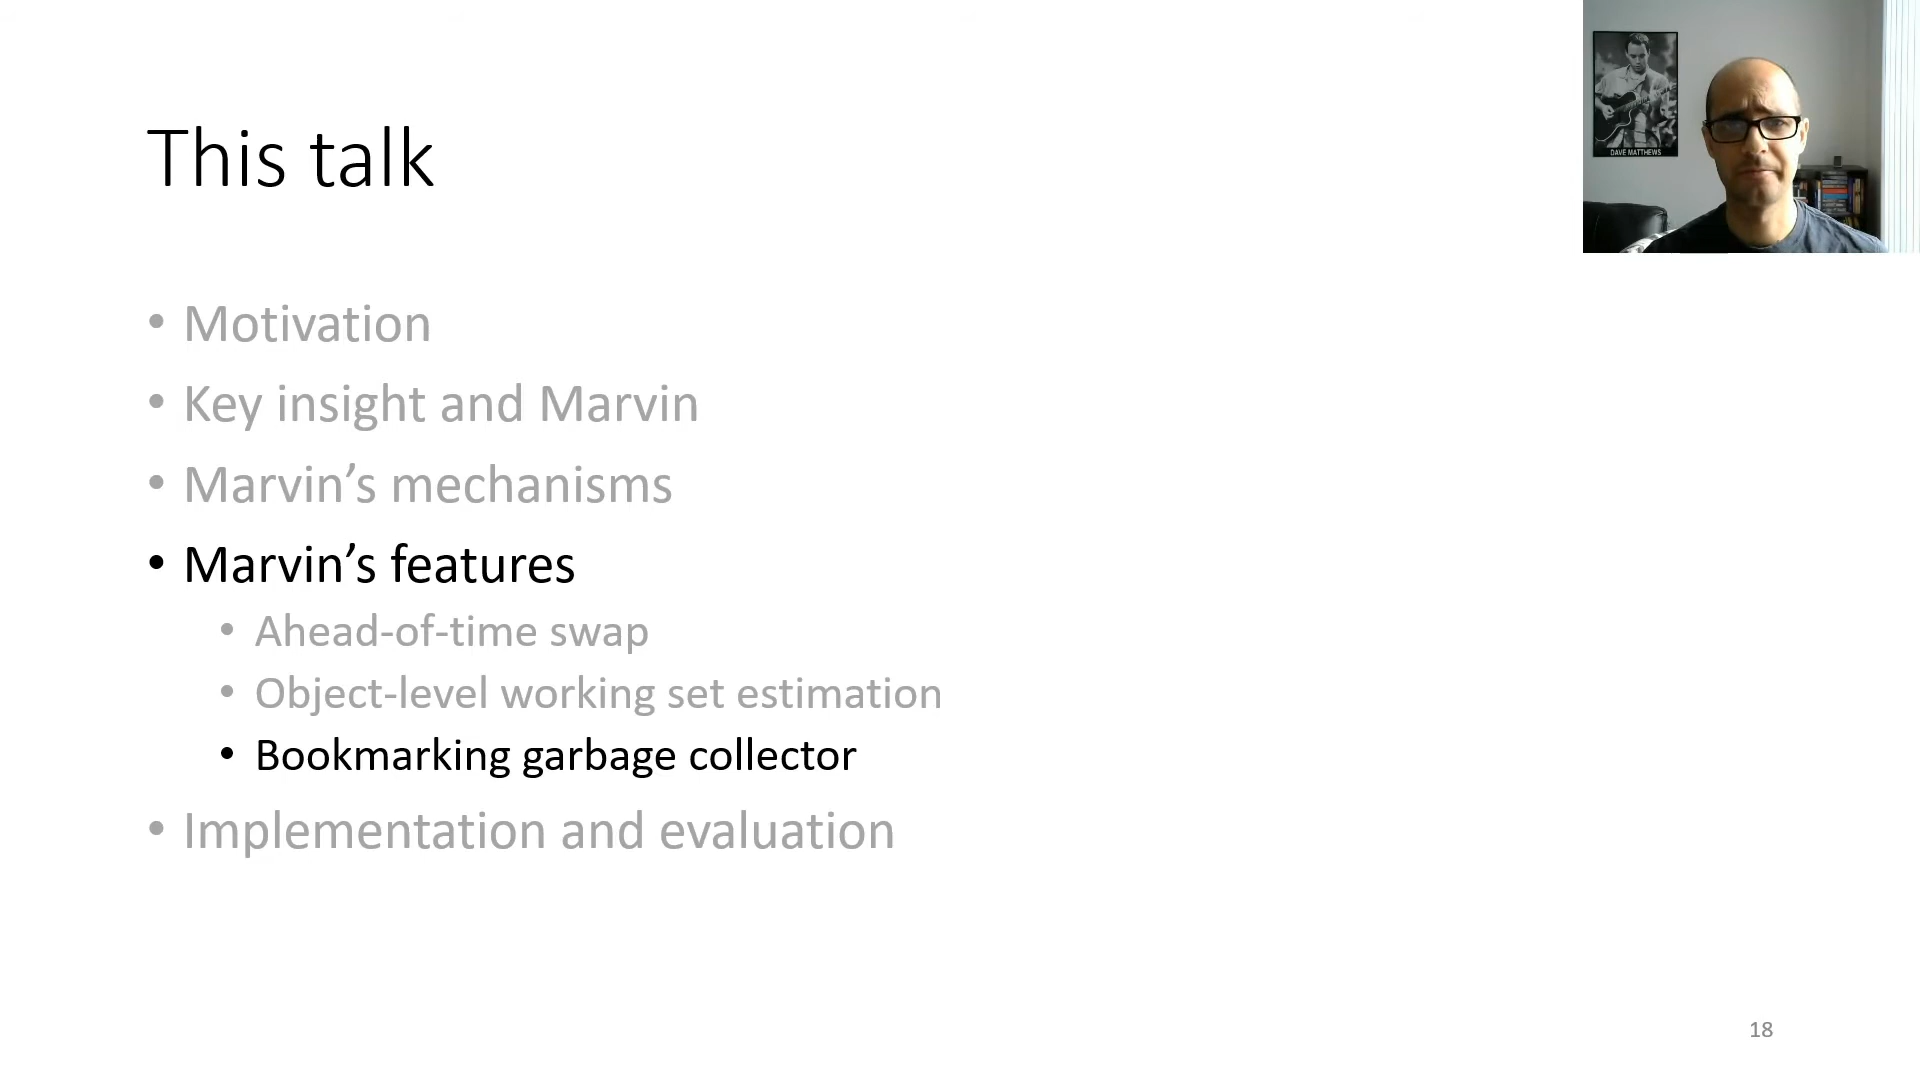 This talk
DAVE MATTHEWS
• Motivation
• Key insight and Marvin
• Marvin’s mechanisms
• Marvin’s features
• Ahead-of-time swap
• Object-level working set estimation
• Bookmarking garbage collector
• Implementation and evaluation
18